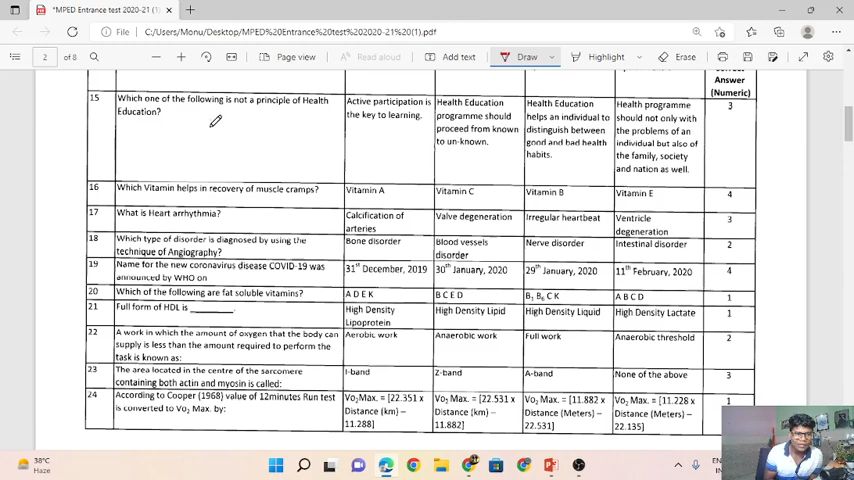 *MPED Entrance test 2020-21 (1).
File
C:/Users/Monu/Desktop/MPED%20Entrance%20test%202020-21%20(1).pdf
2 of 8
Page view
Read aloud
Add text
Draw
Highlight
Erase
Answer
(Numeric)
15 Which one of the following is not a principle of Health Active participation is Health Education Health Education Health programme 3
Education? the key to learning. programme should helps an individual to should not only with
proceed from known distinguish between the problems of an
to un-known. good and bad health individual but also of
habits. the family, society
and nation as well.
16 Which Vitamin helps in recovery of muscle cramps? Vitamin A Vitamin C Vitamin B Vitamin E 4
17 What is Heart arrhythmia? Calcification of Valve degeneration Irregular heartbeat Ventricle 3
arteries degeneration
18 Which type of disorder is diagnosed by using the Bone disorder Blood vessels Nerve disorder Intestinal disorder 2
technique of Angiography? disorder
19 Name for the new coronavirus disease COVID-19 was 31st December, 2019 30th January, 2020 29th January, 2020 11th February, 2020 4
announced by WHO on
20 Which of the following are fat soluble vitamins? A D E K B C E D B1 B6 C K A B C D 1
21 Full form of HDL is ________. High Density High Density Lipid High Density Liquid High Density Lactate 1
Lipoprotein
22 A work in which the amount of oxygen that the body can Aerobic work Anaerobic work Full work Anaerobic threshold 2
supply is less than the amount required to perform the
task is known as:
23 The area located in the centre of the sarcomere I-band Z-band A-band None of the above 3
containing both actin and myosin is called:
24 According to Cooper (1968) value of 12minutes Run test Vo2Max. = [22.351 x Vo2 Max. = [22.531 x Vo2 Max. = [11.882 x Vo2 Max. = [11.228 x 1
is converted to Vo2 Max. by: Distance (km) – Distance (km) – Distance (Meters) – Distance (Meters) –
11.288] 11.882] 22.531] 22.135]
38°C
Haze
EN
IN